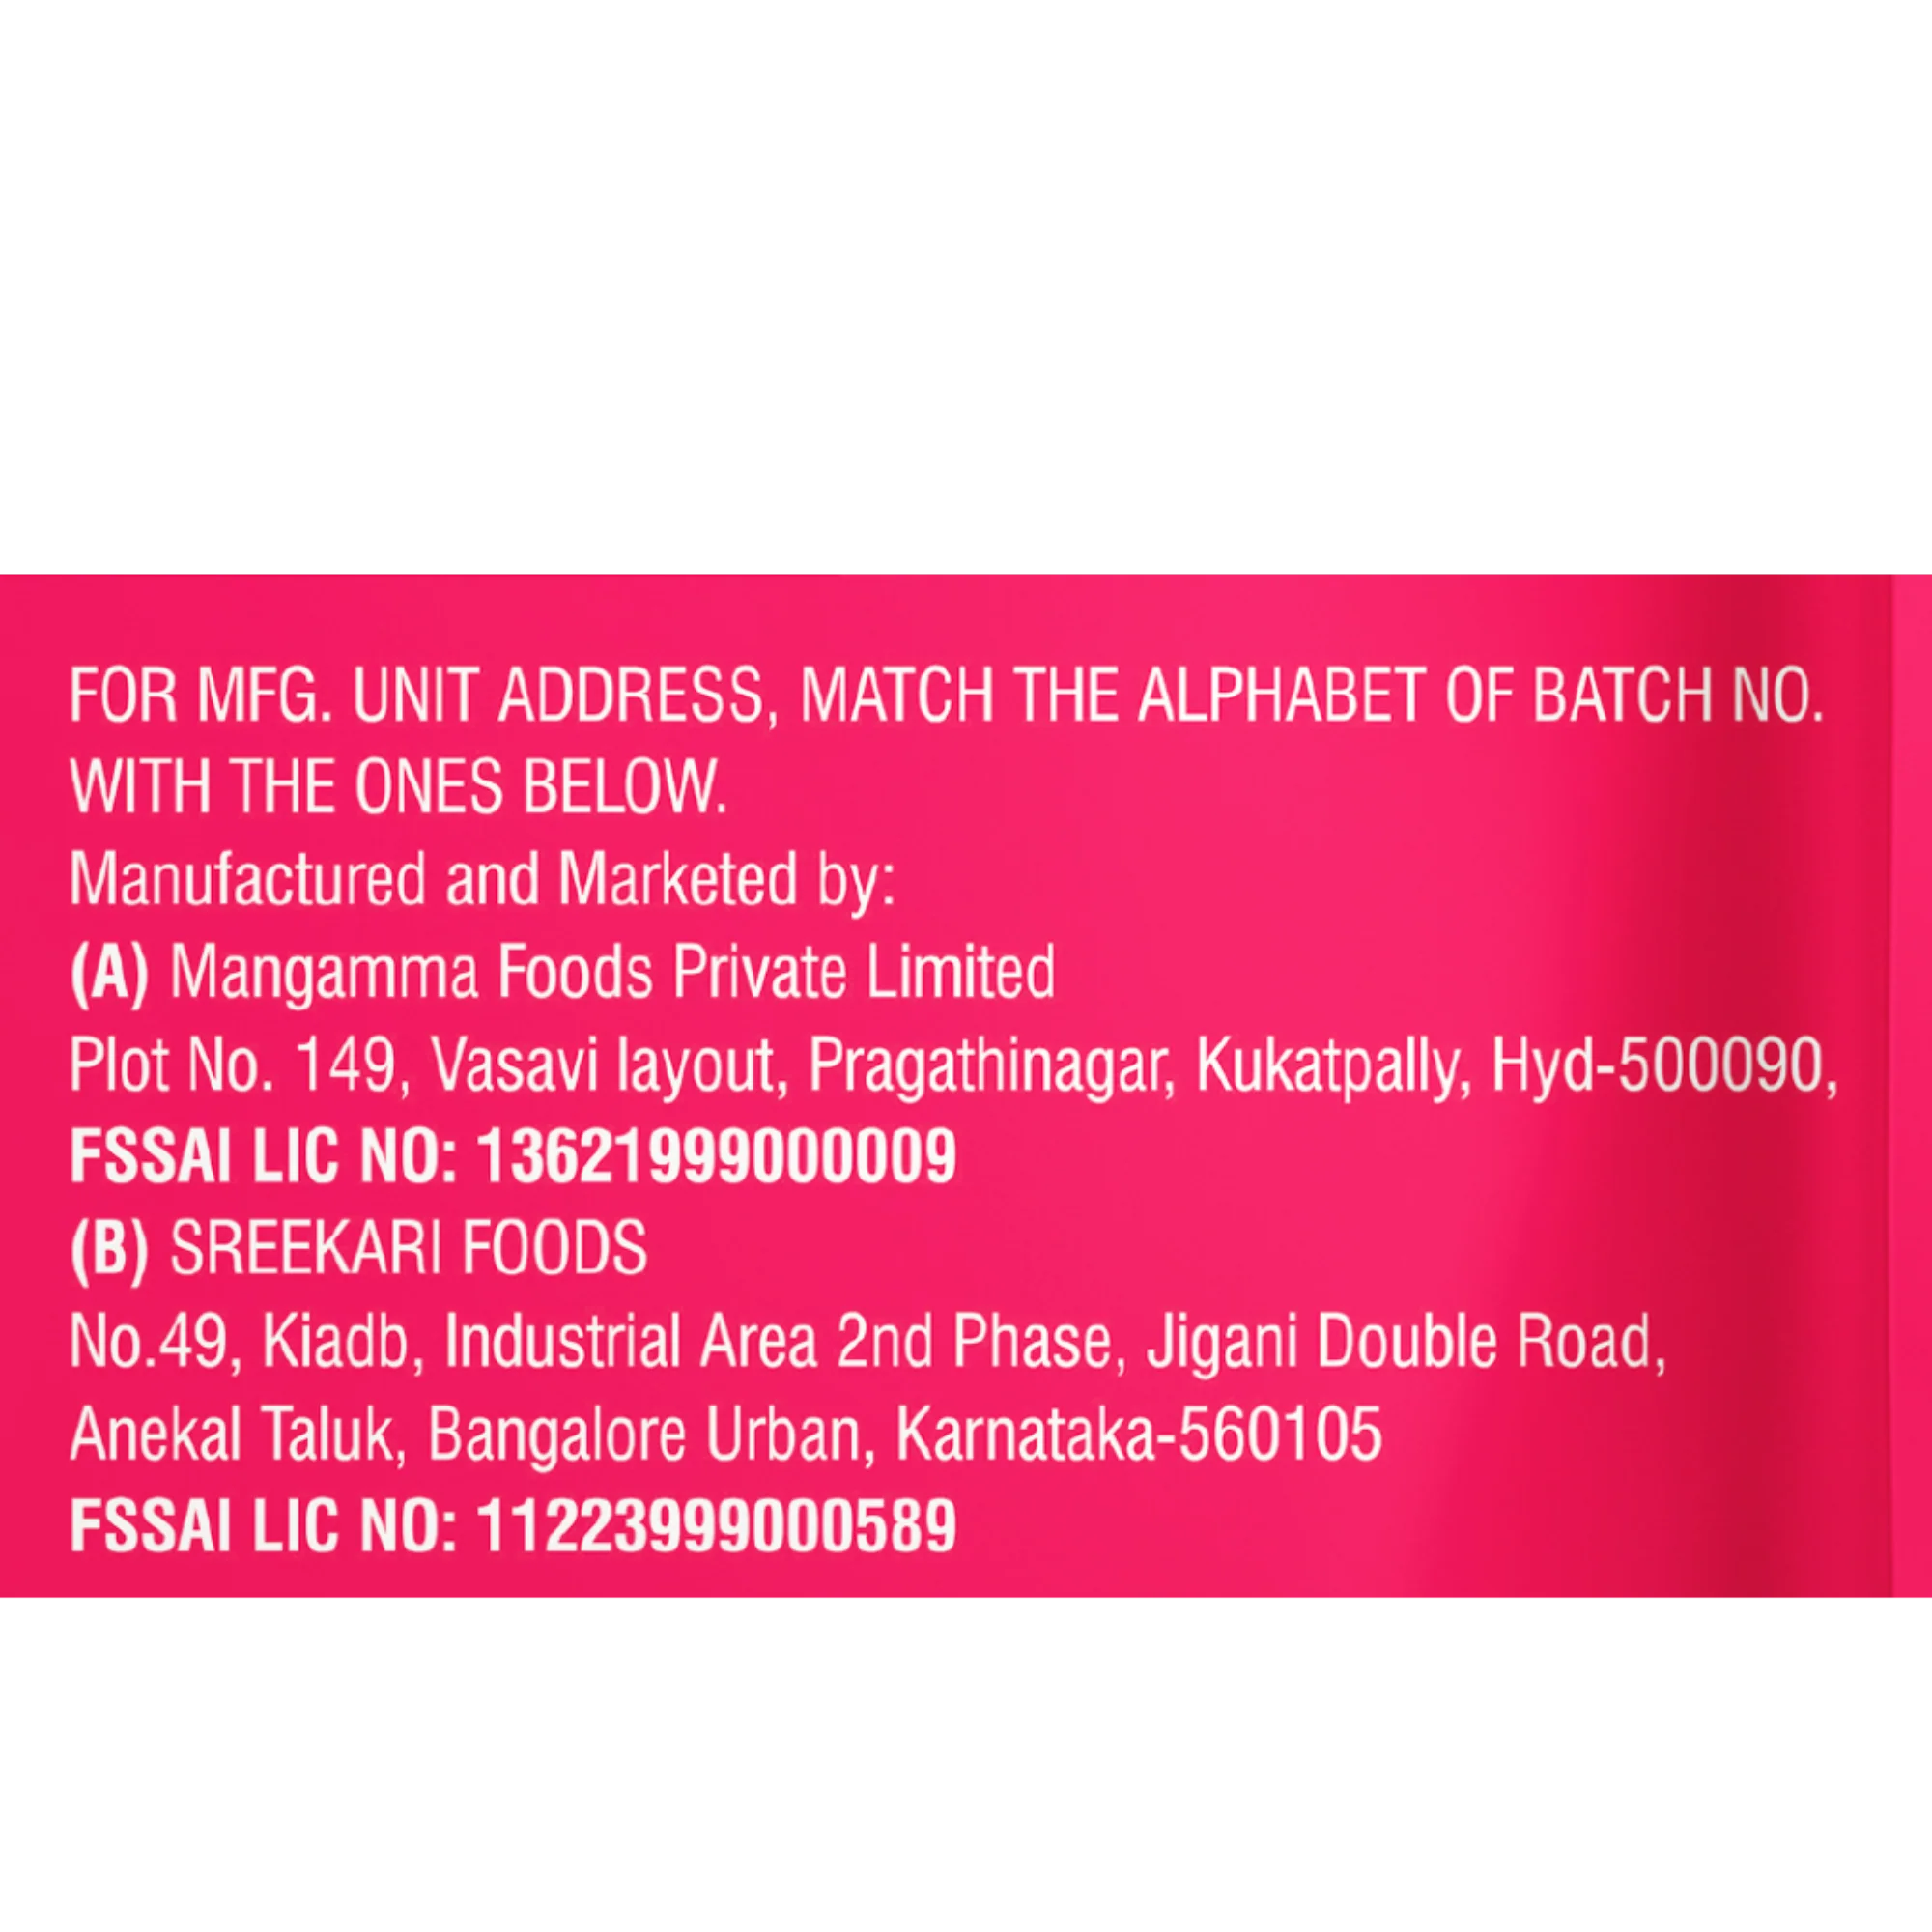 FOR MFG. UNIT ADDRESS, MATCH THE ALPHABET OF BATCH NO.
WITH THE ONES BELOW.
Manufactured and Marketed by:
(A) Mangamma Foods Private Limited
Plot No. 149, Vasavi layout, Pragathinagar, Kukatpally, Hyd-500090,
FSSAI LIC NO: 13621999000009
(B) SREEKARI FOODS
No.49, Kiadb, Industrial Area 2nd Phase, Jigani Double Road,
Anekal Taluk, Bangalore Urban, Karnataka-560105
FSSAI LIC NO: 11223999000589